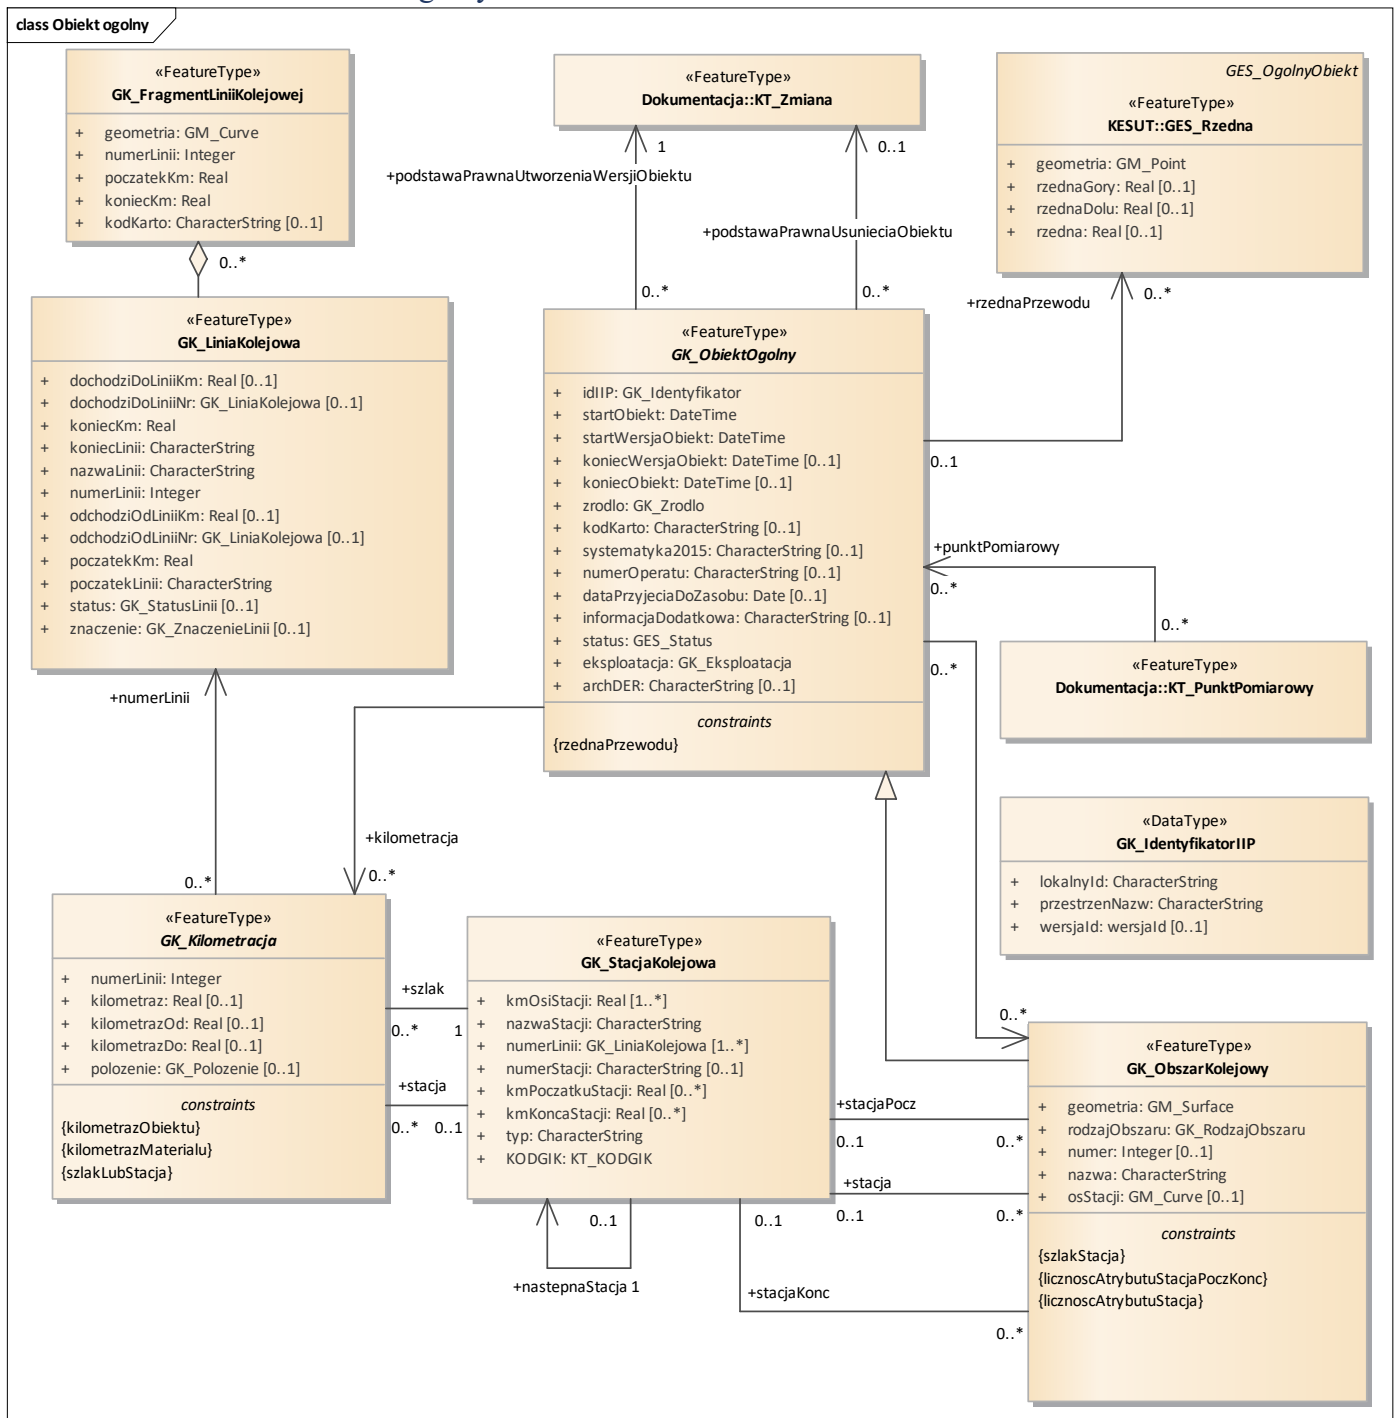 class Obiekt ogolny
«FeatureType»
GK_FragmentLiniiKolejowej
+ geometria: GM_Curve
+ numerLinii: Integer
+ poczatekKm: Real
+ koniecKm: Real
+ kodKarto: CharacterString [0..1]
0..*
«FeatureType»
Dokumentacja::KT_Zmiana
1
0..1
+podstawaPrawnaUtworzeniaWersjiObiektu
+podstawaPrawnaUsunieciaObiektu
0..*
0..*
GES_OgolnyObiekt
«FeatureType»
KESUT::GES_Rzedna
+ geometria: GM_Point
+ rzednaGory: Real [0..1]
+ rzednaDolu: Real [0..1]
+ rzedna: Real [0..1]
+rzednaPrzewodu
0..*
«FeatureType»
GK_LiniaKolejowa
+ dochodziDoLiniiKm: Real [0..1]
+ dochodziDoLiniiNr: GK_LiniaKolejowa [0..1]
+ koniecKm: Real
+ koniecLinii: CharacterString
+ nazwaLinii: CharacterString
+ numerLinii: Integer
+ odchodziOdLiniiKm: Real [0..1]
+ odchodziOdLiniiNr: GK_LiniaKolejowa [0..1]
+ poczatekKm: Real
+ poczatekLinii: CharacterString
+ status: GK_StatusLinii [0..1]
+ znaczenie: GK_ZnaczenieLinii [0..1]
+numerLinii
0..*
«FeatureType»
GK_ObiektOgolny
+ idIIP: GK_Identyfikator
+ startObiekt: DateTime
+ startWersjaObiekt: DateTime
+ koniecWersjaObiekt: DateTime [0..1]
+ koniecObiekt: DateTime [0..1]
+ zrodlo: GK_Zrodlo
+ kodKarto: CharacterString [0..1]
+ systematyka2015: CharacterString [0..1]
+ numerOperatu: CharacterString [0..1]
+ dataPrzyjeciaDoZasobu: Date [0..1]
+ informacjaDodatkowa: CharacterString [0..1]
+ status: GES_Status
+ eksploatacja: GK_Eksploatacja
+ archDER: CharacterString [0..1]
constraints
{rzednaPrzewodu}
0..1
+punktPomiarowy
0..*
0..*
0..*
«FeatureType»
Dokumentacja::KT_PunktPomiarowy
«DataType»
GK_IdentyfikatorIIP
+ lokalnyId: CharacterString
+ przestrzenNazw: CharacterString
+ wersjaId: wersjaId [0..1]
+kilometracja
0..*
«FeatureType»
GK_Kilometracja
+ numerLinii: Integer
+ kilometraz: Real [0..1]
+ kilometrazOd: Real [0..1]
+ kilometrazDo: Real [0..1]
+ polozenie: GK_Polozenie [0..1]
constraints
{kilometrazObiektu}
{kilometrazMaterialu}
{szlakLubStacja}
+szlak
0..* 1
+stacja
0..* 0..1
«FeatureType»
GK_StacjaKolejowa
+ kmOsiStacji: Real [1..*]
+ nazwaStacji: CharacterString
+ numerLinii: GK_LiniaKolejowa [1..*]
+ numerStacji: CharacterString [0..1]
+ kmPoczatkuStacji: Real [0..*]
+ kmKoncaStacji: Real [0..*]
+ typ: CharacterString
+ KODGIK: KT_KODGIK
0..1
+nastepnaStacja 1
0..1
+stacjaPocz
0..1 0..*
+stacja
0..1 0..*
+stacjaKonc
0..*
0..*
«FeatureType»
GK_ObszarKolejowy
+ geometria: GM_Surface
+ rodzajObszaru: GK_RodzajObszaru
+ numer: Integer [0..1]
+ nazwa: CharacterString
+ osStacji: GM_Curve [0..1]
constraints
{szlakStacja}
{licznoscAtrybutuStacjaPoczKonc}
{licznoscAtrybutuStacja}